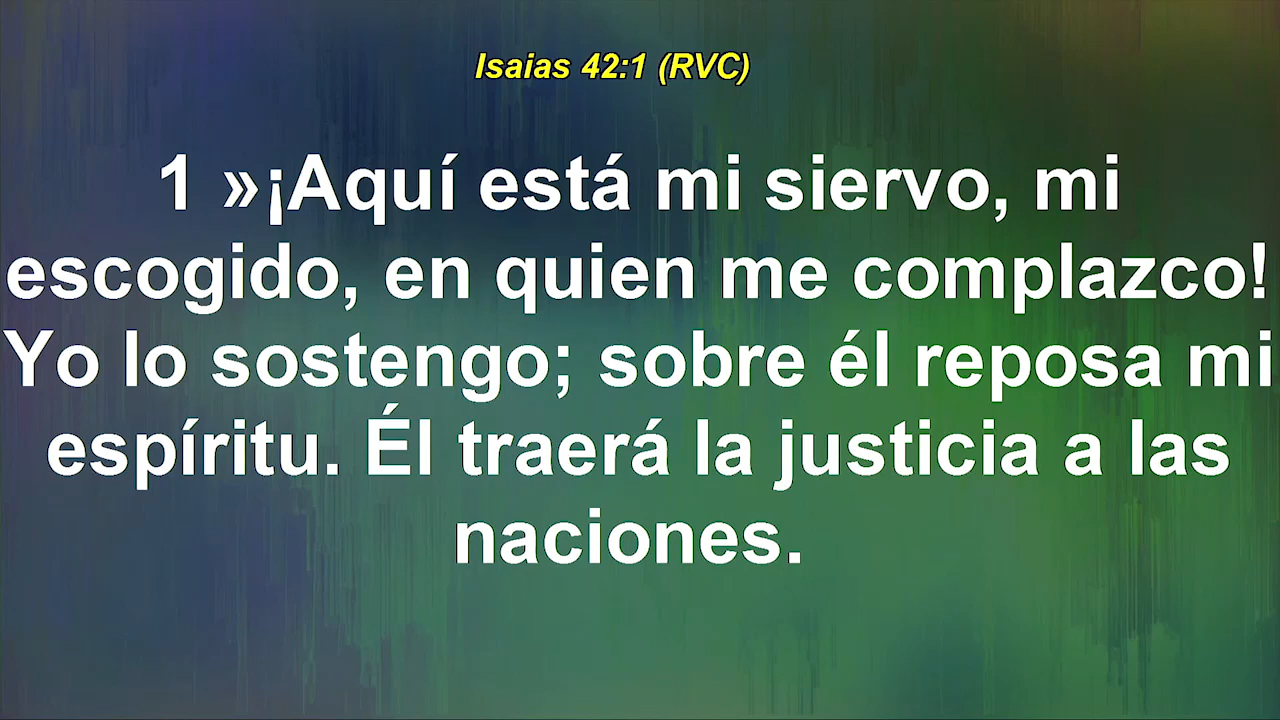 Isaias 42:1 (RVC)
1 »¡Aquí está mi siervo, mi
escogido, en quien me complazco!
Yo lo sostengo; sobre él reposa mi
espíritu. Él traerá la justicia a las
naciones.